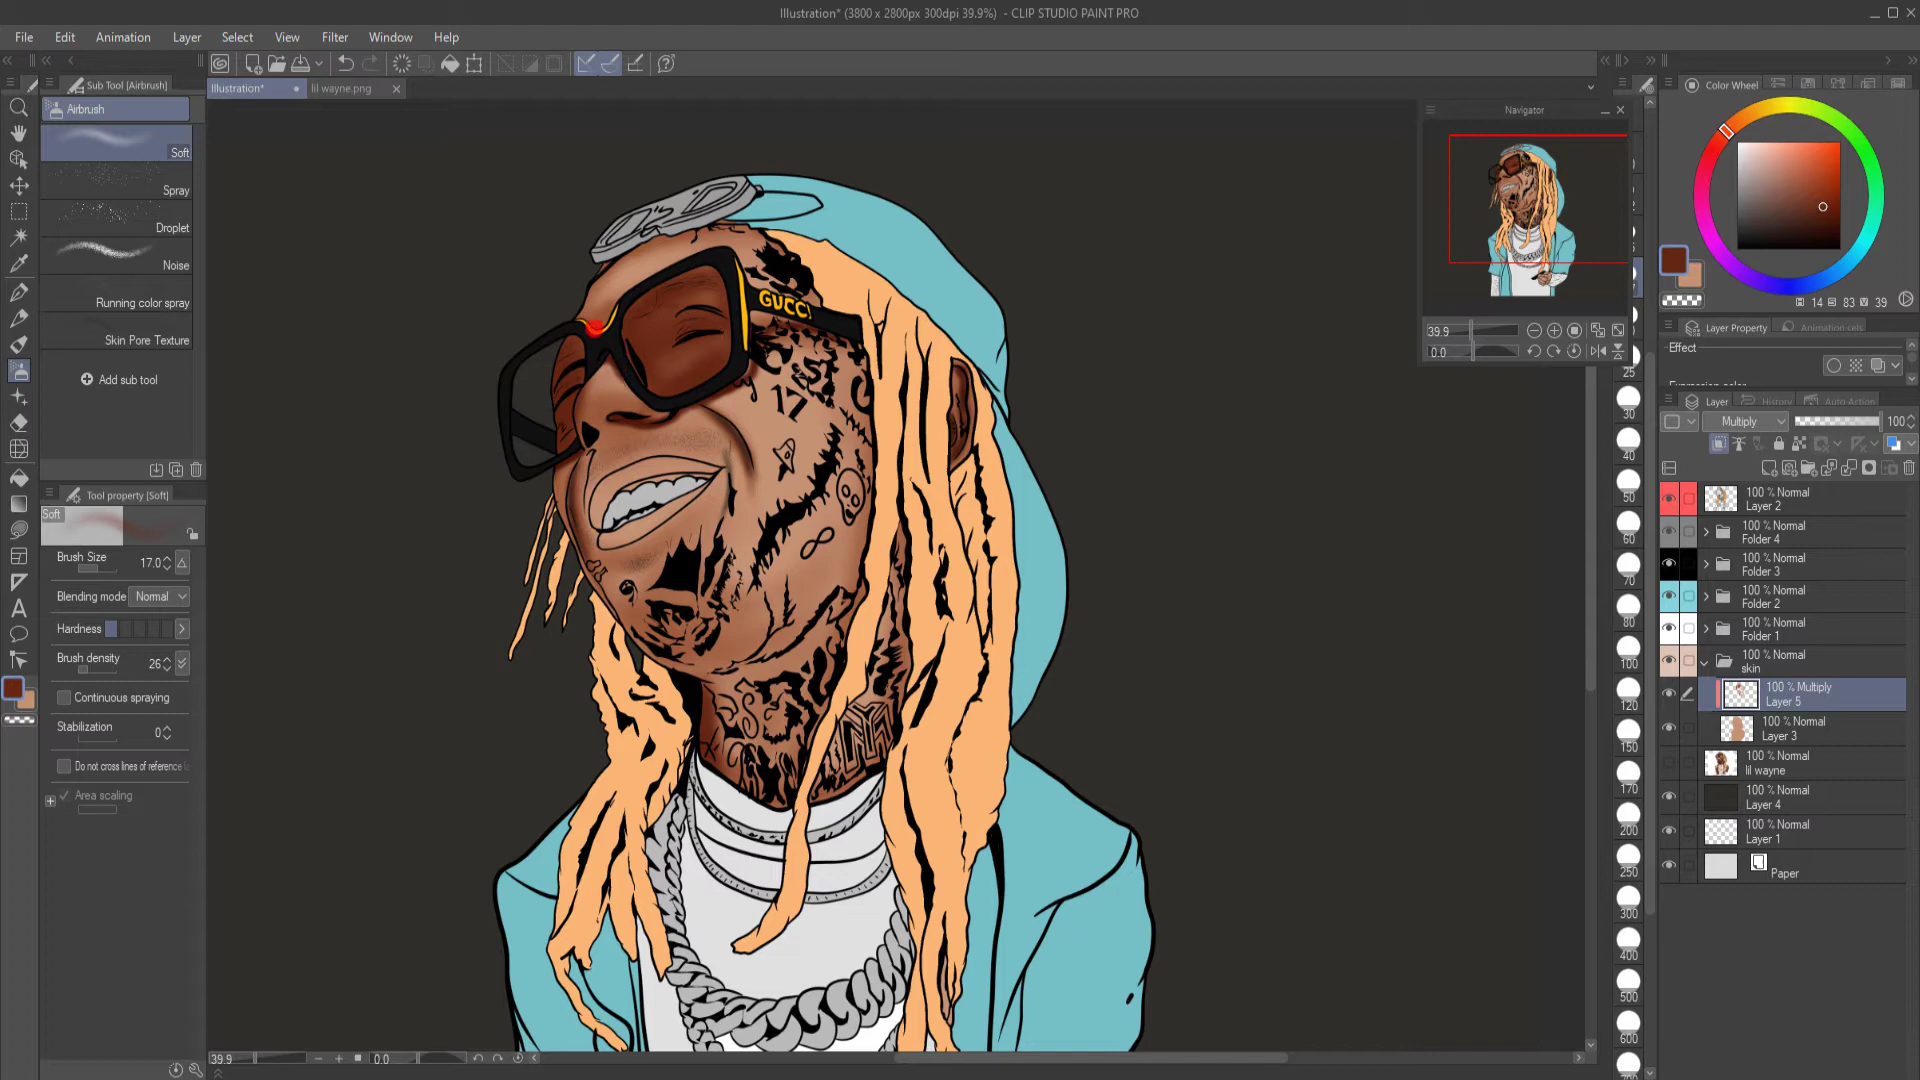 Illustration* (3800 x 2800px 300dpi 39.9%) - CLIP STUDIO PAINT PRO
File Edit Animation Layer Select View Filter Window Help
Sub Tool [Airbrush]
Illustration*
lil wayne.png
Airbrush
Soft
Spray
Droplet
Noise
Running color spray
Skin Pore Texture
Add sub tool
Tool property [Soft]
Soft
Brush Size 17.0
Blending mode Normal
Hardness
Brush density 26
Continuous spraying
Stabilization 0
Do not cross lines of reference l
Area scaling
A
GUCCI
17
39.9 0.0
Navigator
39.9
0.0
25
30
40
50
60
70
80
100
120
150
170
200
250
300
400
500
600
Color Wheel
14 83 V 39
Layer Property Animation cels
Effect
Layer History Auto Action
Multiply 100
100 % Normal
Layer 2
100 % Normal
Folder 4
100 % Normal
Folder 3
100 % Normal
Folder 2
100 % Normal
Folder 1
100 % Normal
skin
100 % Multiply
Layer 5
100 % Normal
Layer 3
100 % Normal
lil wayne
100 % Normal
Layer 4
100 % Normal
Layer 1
Paper